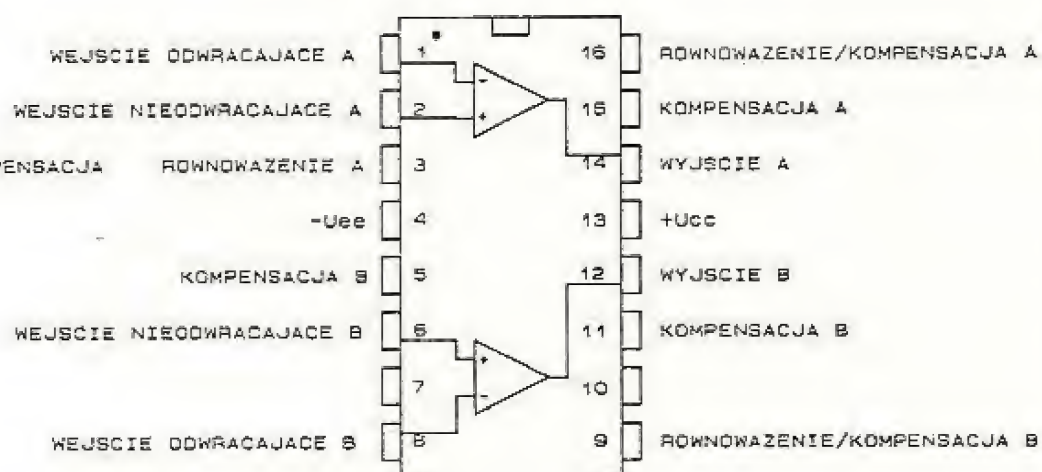 WEJSCIE ODWRACAJACE A 1 16 ROWNOWAZENIE/KOMPENSACJA A
WEJSCIE NIEODWRACAJACE A 2 15 KOMPENSACJA A
PENSACJA ROWNOWAZENIE A 3 14 WYJSCIE A
-Uee 4 13 +Ucc
KOMPENSACJA B 5 12 WYJSCIE B
WEJSCIE NIEODWRACAJACE B 6 11 KOMPENSACJA B
7 10
WEJSCIE ODWRACAJACE B 8 9 ROWNOWAZENIE/KOMPENSACJA B
- +
+ -